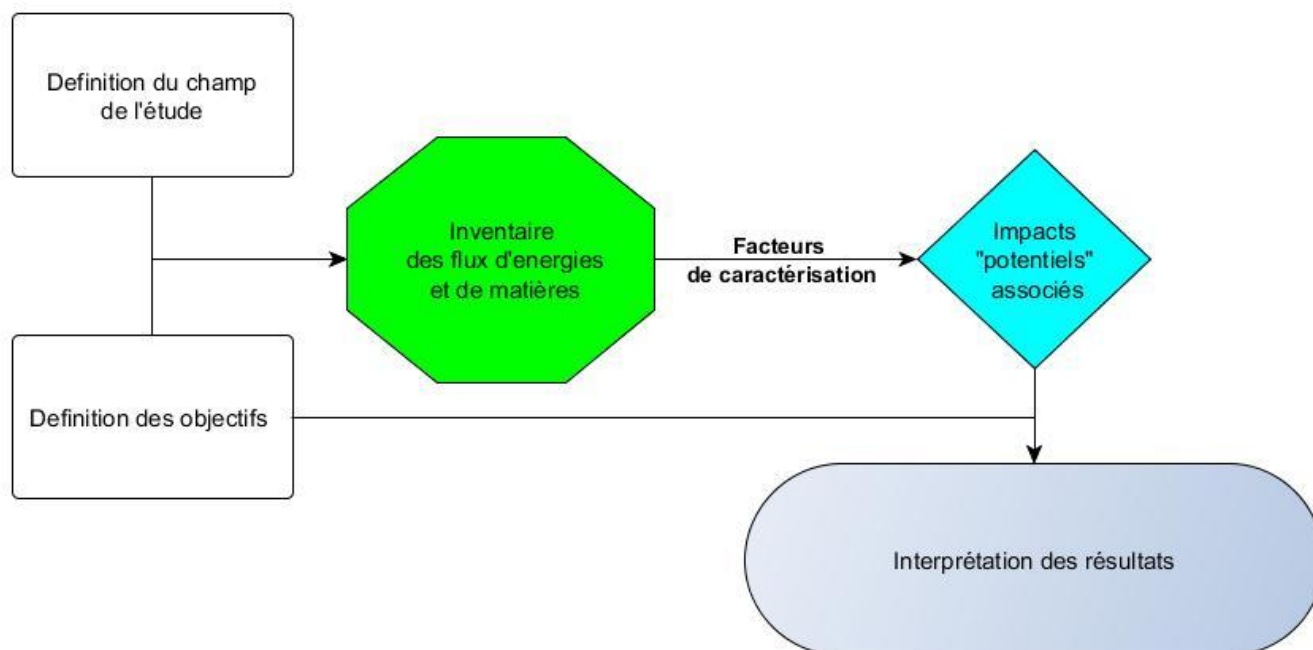 Definition du champ
de l'étude
Inventaire
des flux d'energies
et de matières
Facteurs
de caractérisation
Impacts
"potentiels"
associés
Definition des objectifs
Interprétation des résultats